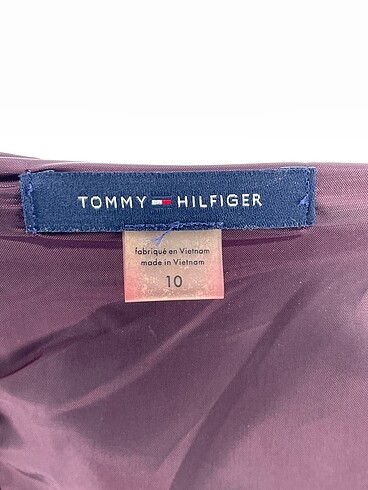 TOMMY HILFIGER
fabriqué en Vietnam
made in Vietnam
10